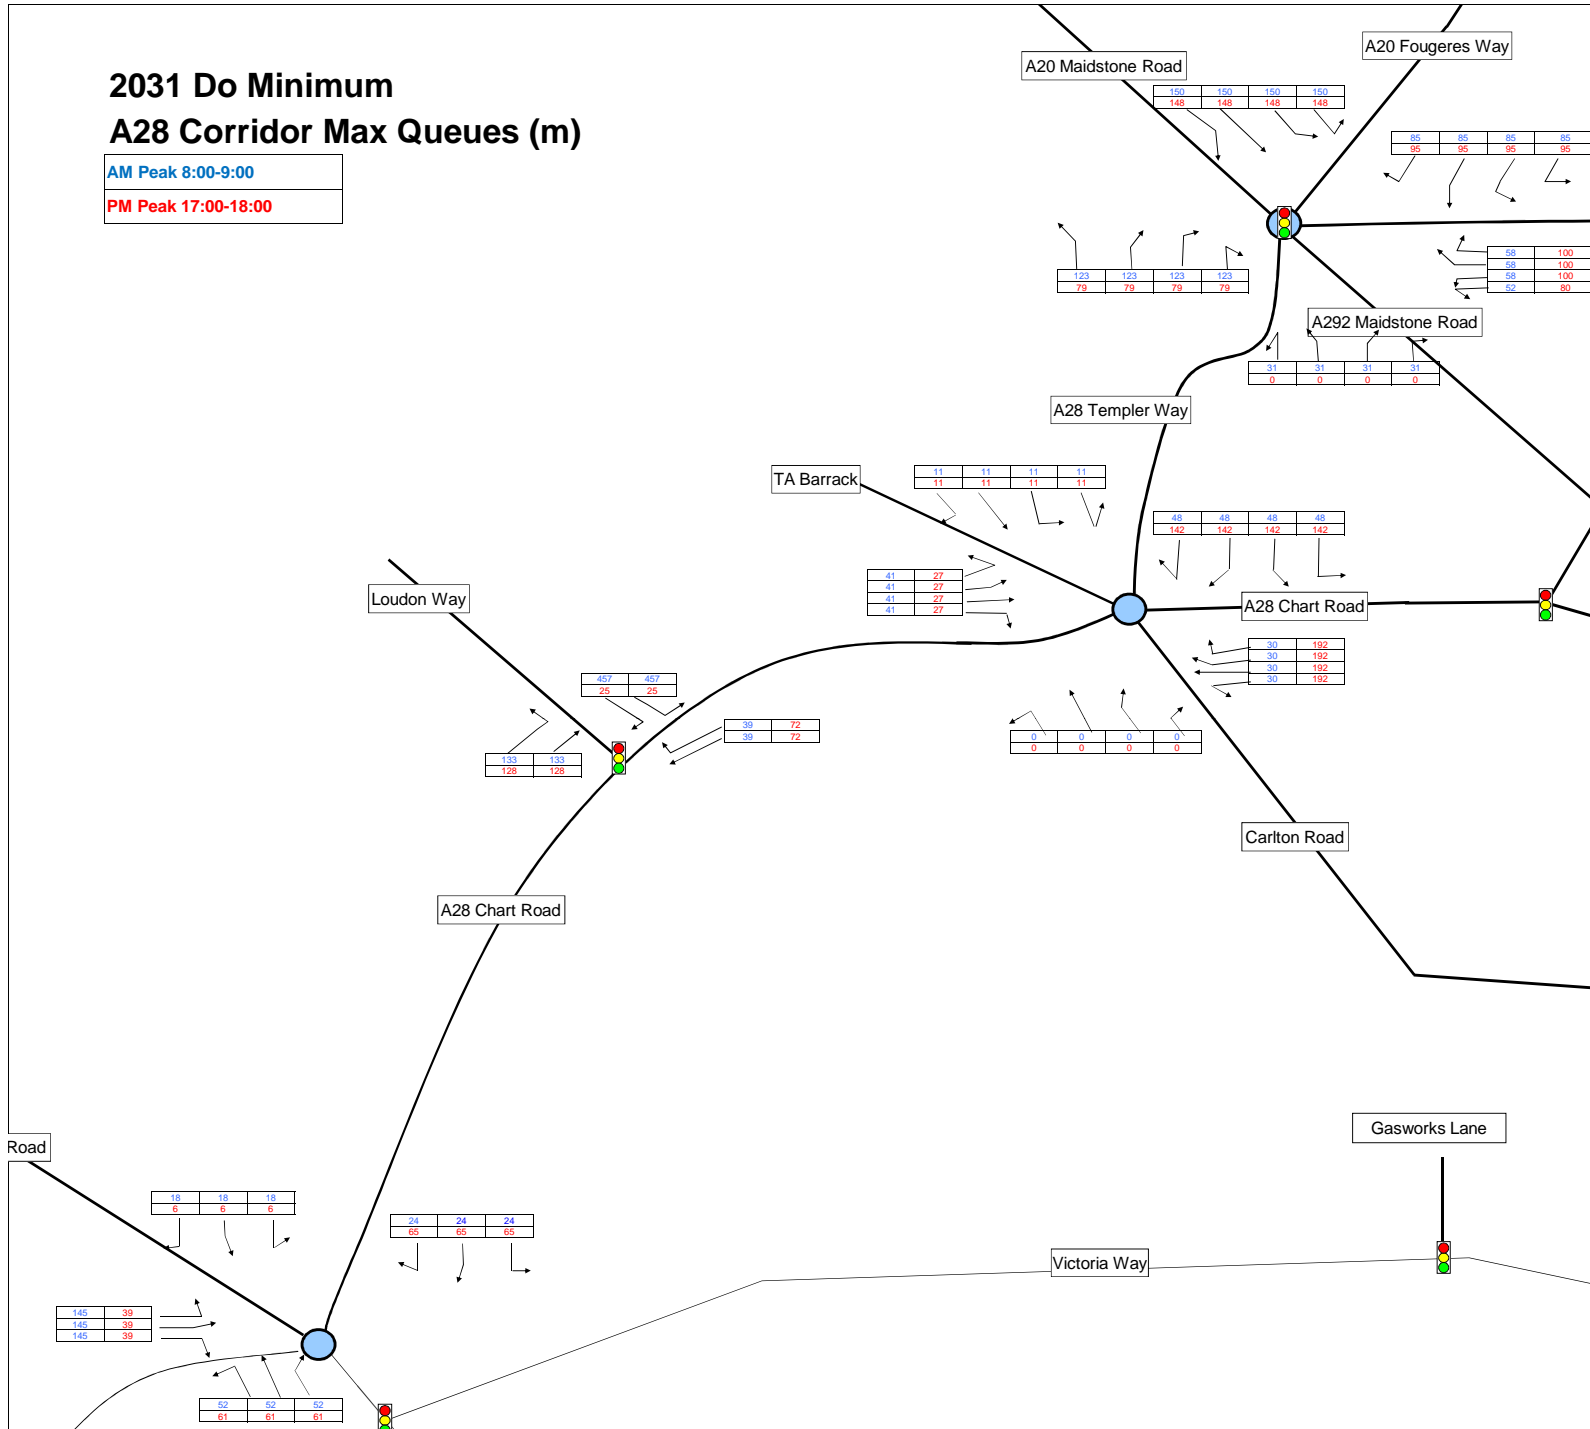 A20 Fougeres Way
A20 Maidstone Road
2031 Do Minimum
A28 Corridor Max Queues (m)
150 150 150 150
148 148 148 148
85 85 85 85
95 95 95 95
AM Peak 8:00-9:00
PM Peak 17:00-18:00
58 100
58 100
58 100
52 80
123 123 123 123
79 79 79 79
A292 Maidstone Road
31 31 31 31
0 0 0 0
A28 Templer Way
TA Barrack
11 11 11 11
11 11 11 11
48 48 48 48
142 142 142 142
41 27
41 27
41 27
41 27
Loudon Way
A28 Chart Road
30 192
30 192
30 192
30 192
457 457
25 25
39 72
39 72
0 0 0 0
0 0 0 0
133 133
128 128
Carlton Road
A28 Chart Road
Gasworks Lane
Road
18 18 18
6 6 6
24 24 24
65 65 65
Victoria Way
145 39
145 39
145 39
52 52 52
61 61 61